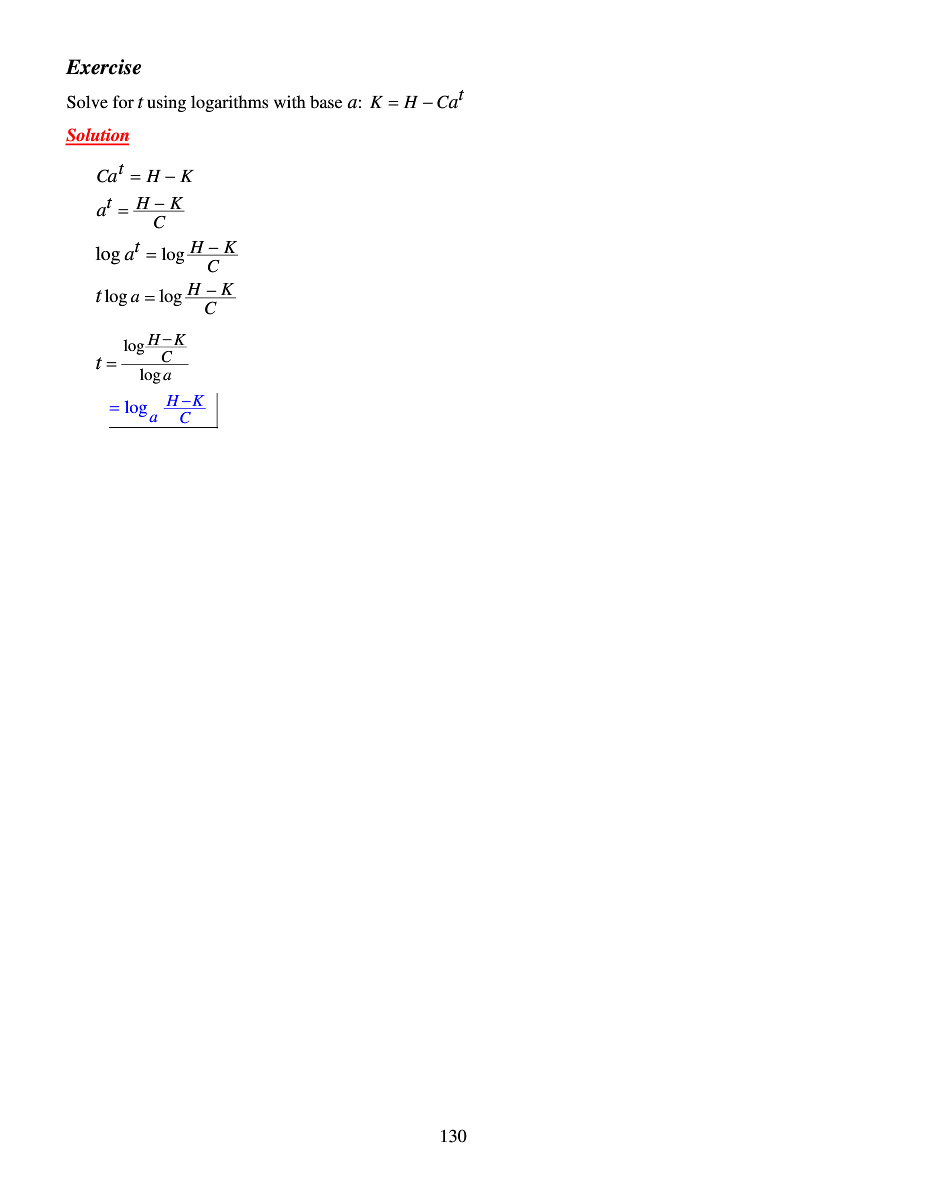 Exercise
Solve for t using logarithms with base a: K = H − Ca^t
Solution
Ca^t = H − K
a^t = \frac{H − K}{C}
log a^t = log \frac{H − K}{C}
t log a = log \frac{H − K}{C}
t = \frac{log \frac{H − K}{C}}{log a}
= log_a \frac{H − K}{C}
130